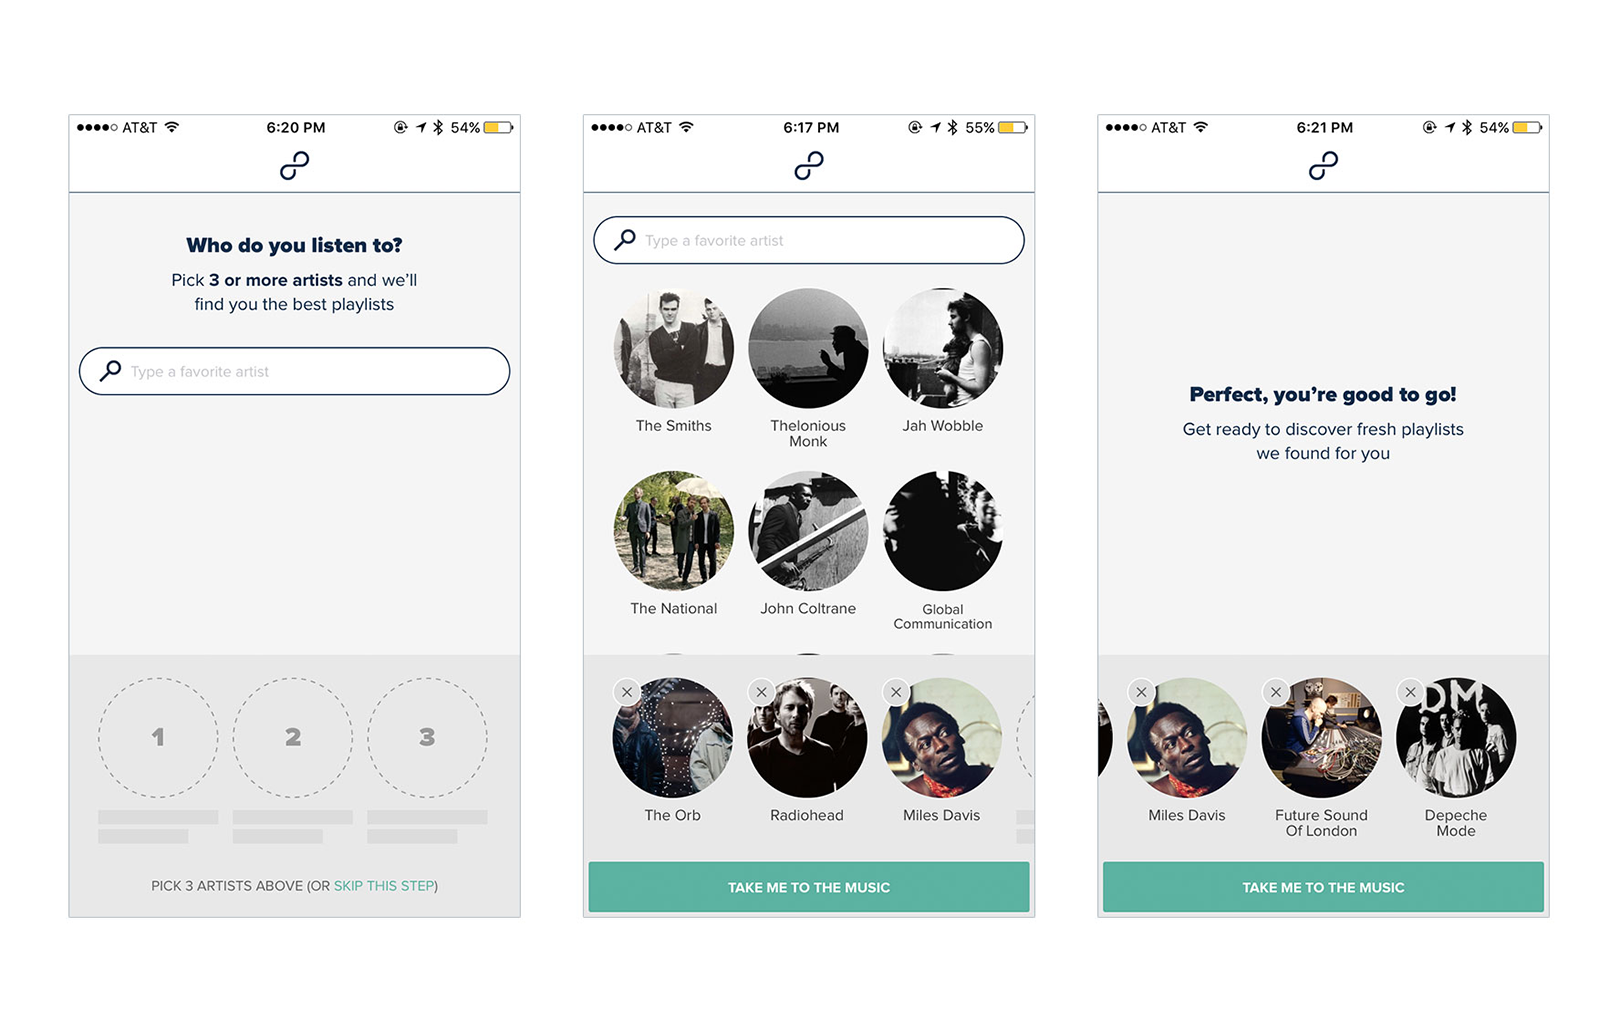 AT&T
6:20 PM
54%
Who do you listen to?
Pick 3 or more artists and we'll
find you the best playlists
Type a favorite artist
1
2
3
PICK 3 ARTISTS ABOVE (OR SKIP THIS STEP)
AT&T
6:17 PM
55%
Type a favorite artist
The Smiths
Thelonious
Monk
Jah Wobble
The National
John Coltrane
Global
Communication
The Orb
Radiohead
Miles Davis
TAKE ME TO THE MUSIC
AT&T
6:21 PM
54%
Perfect, you're good to go!
Get ready to discover fresh playlists
we found for you
DM
Miles Davis
Future Sound
Of London
Depeche
Mode
TAKE ME TO THE MUSIC